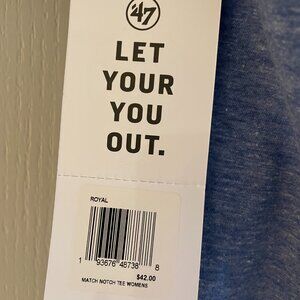 '47
LET
YOUR
YOU
OUT.
ROYAL
1 93676 48738 8
$42.00
MATCH NOTCH TEE WOMENS